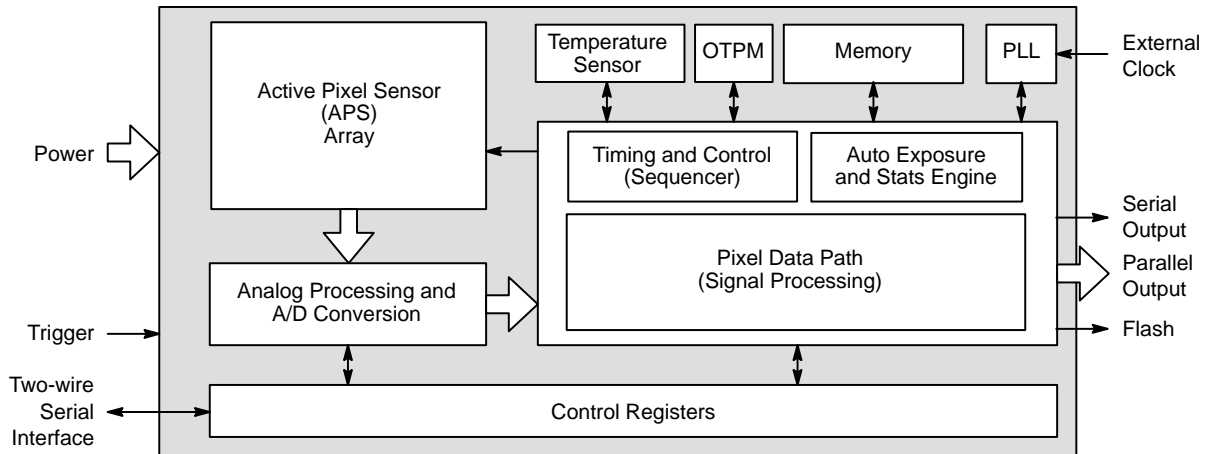 Temperature
Sensor
OTPM
Memory
PLL
External
Clock
Active Pixel Sensor
(APS)
Array
Power
Timing and Control
(Sequencer)
Auto Exposure
and Stats Engine
Serial
Output
Pixel Data Path
(Signal Processing)
Parallel
Output
Analog Processing and
A/D Conversion
Trigger
Flash
Two-wire
Serial
Interface
Control Registers